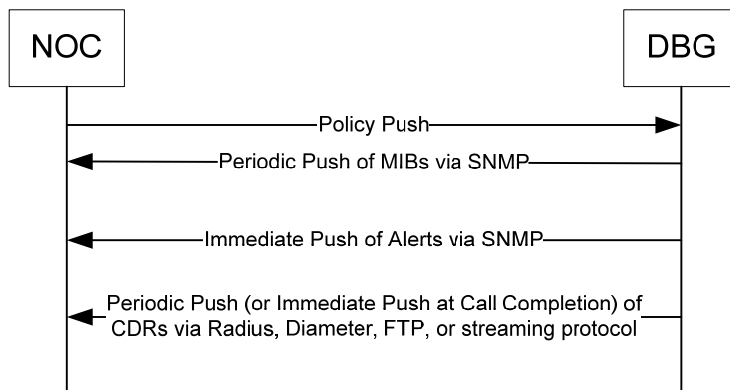 NOC
DBG
Policy Push
Periodic Push of MIBs via SNMP
Immediate Push of Alerts via SNMP
Periodic Push (or Immediate Push at Call Completion) of
CDRs via Radius, Diameter, FTP, or streaming protocol